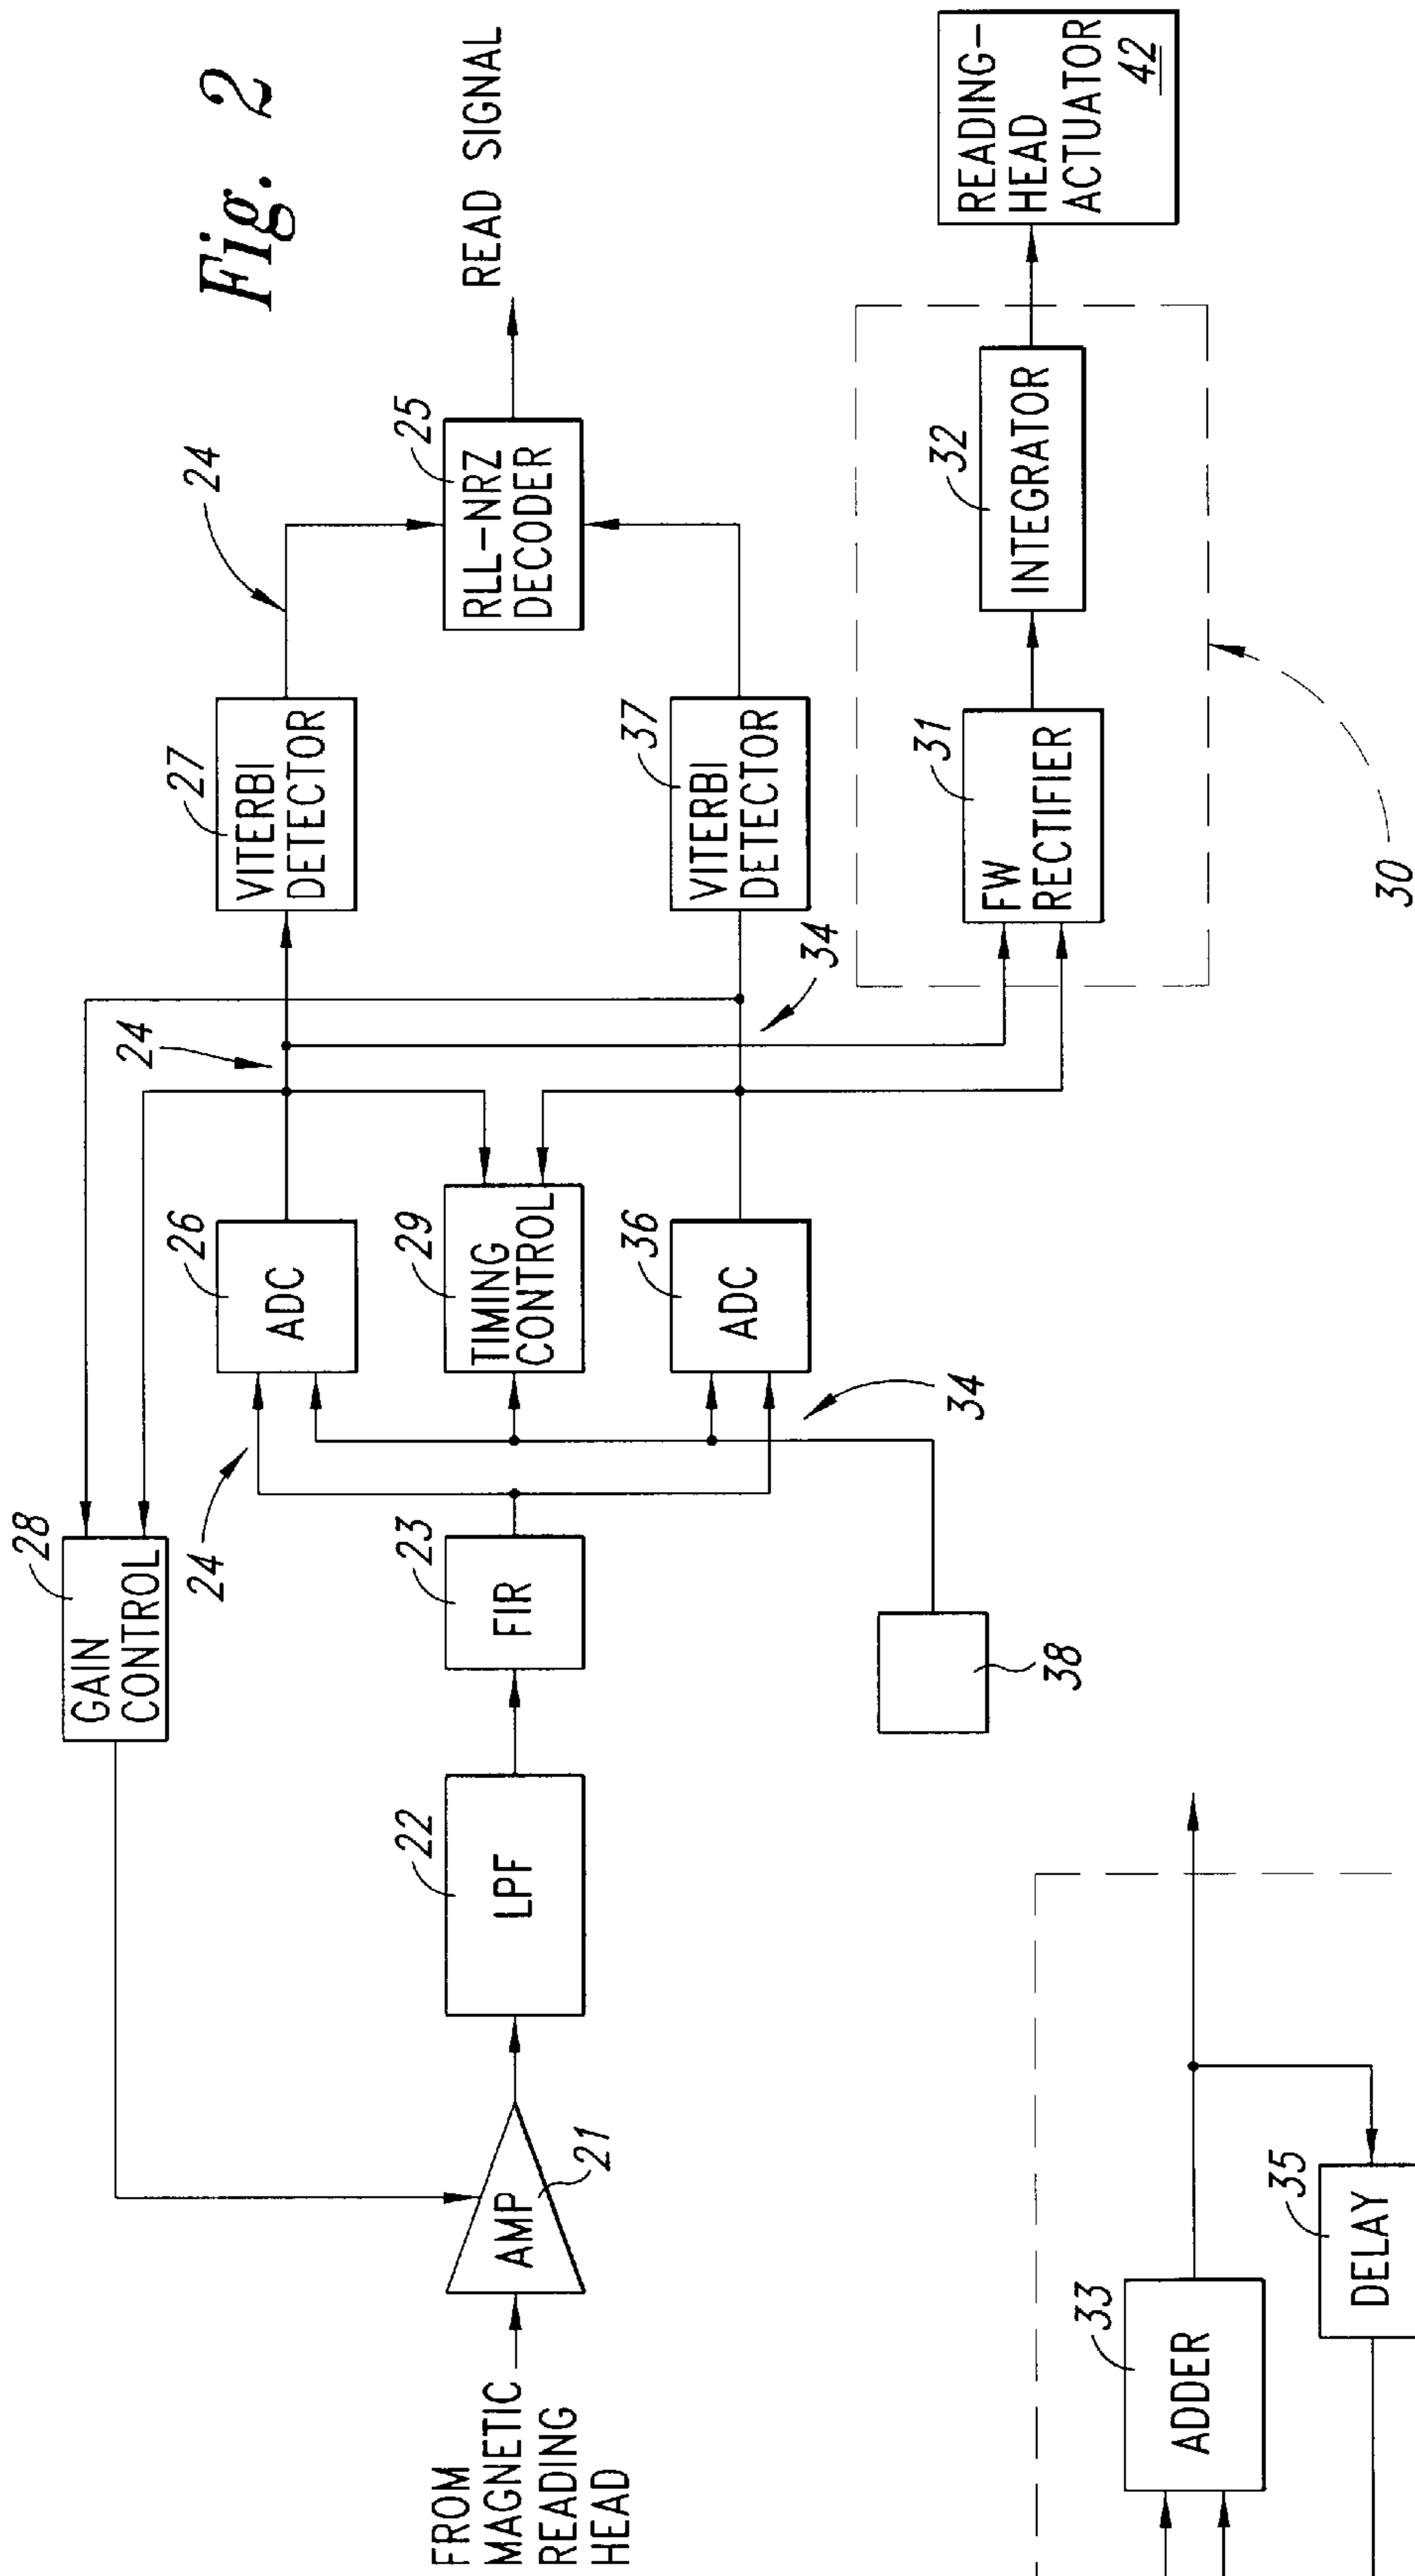 Fig. 2
FROM
MAGNETIC
READING
HEAD
AMP
21
LPF
22
FIR
23
GAIN
CONTROL
28
24
ADC
26
TIMING
CONTROL
29
ADC
36
34
38
24
34
VITERBI
DETECTOR
27
VITERBI
DETECTOR
37
24
RLL-NRZ
DECODER
25
READ SIGNAL
FW
RECTIFIER
31
INTEGRATOR
32
30
READING-
HEAD
ACTUATOR
42
ADDER
33
DELAY
35